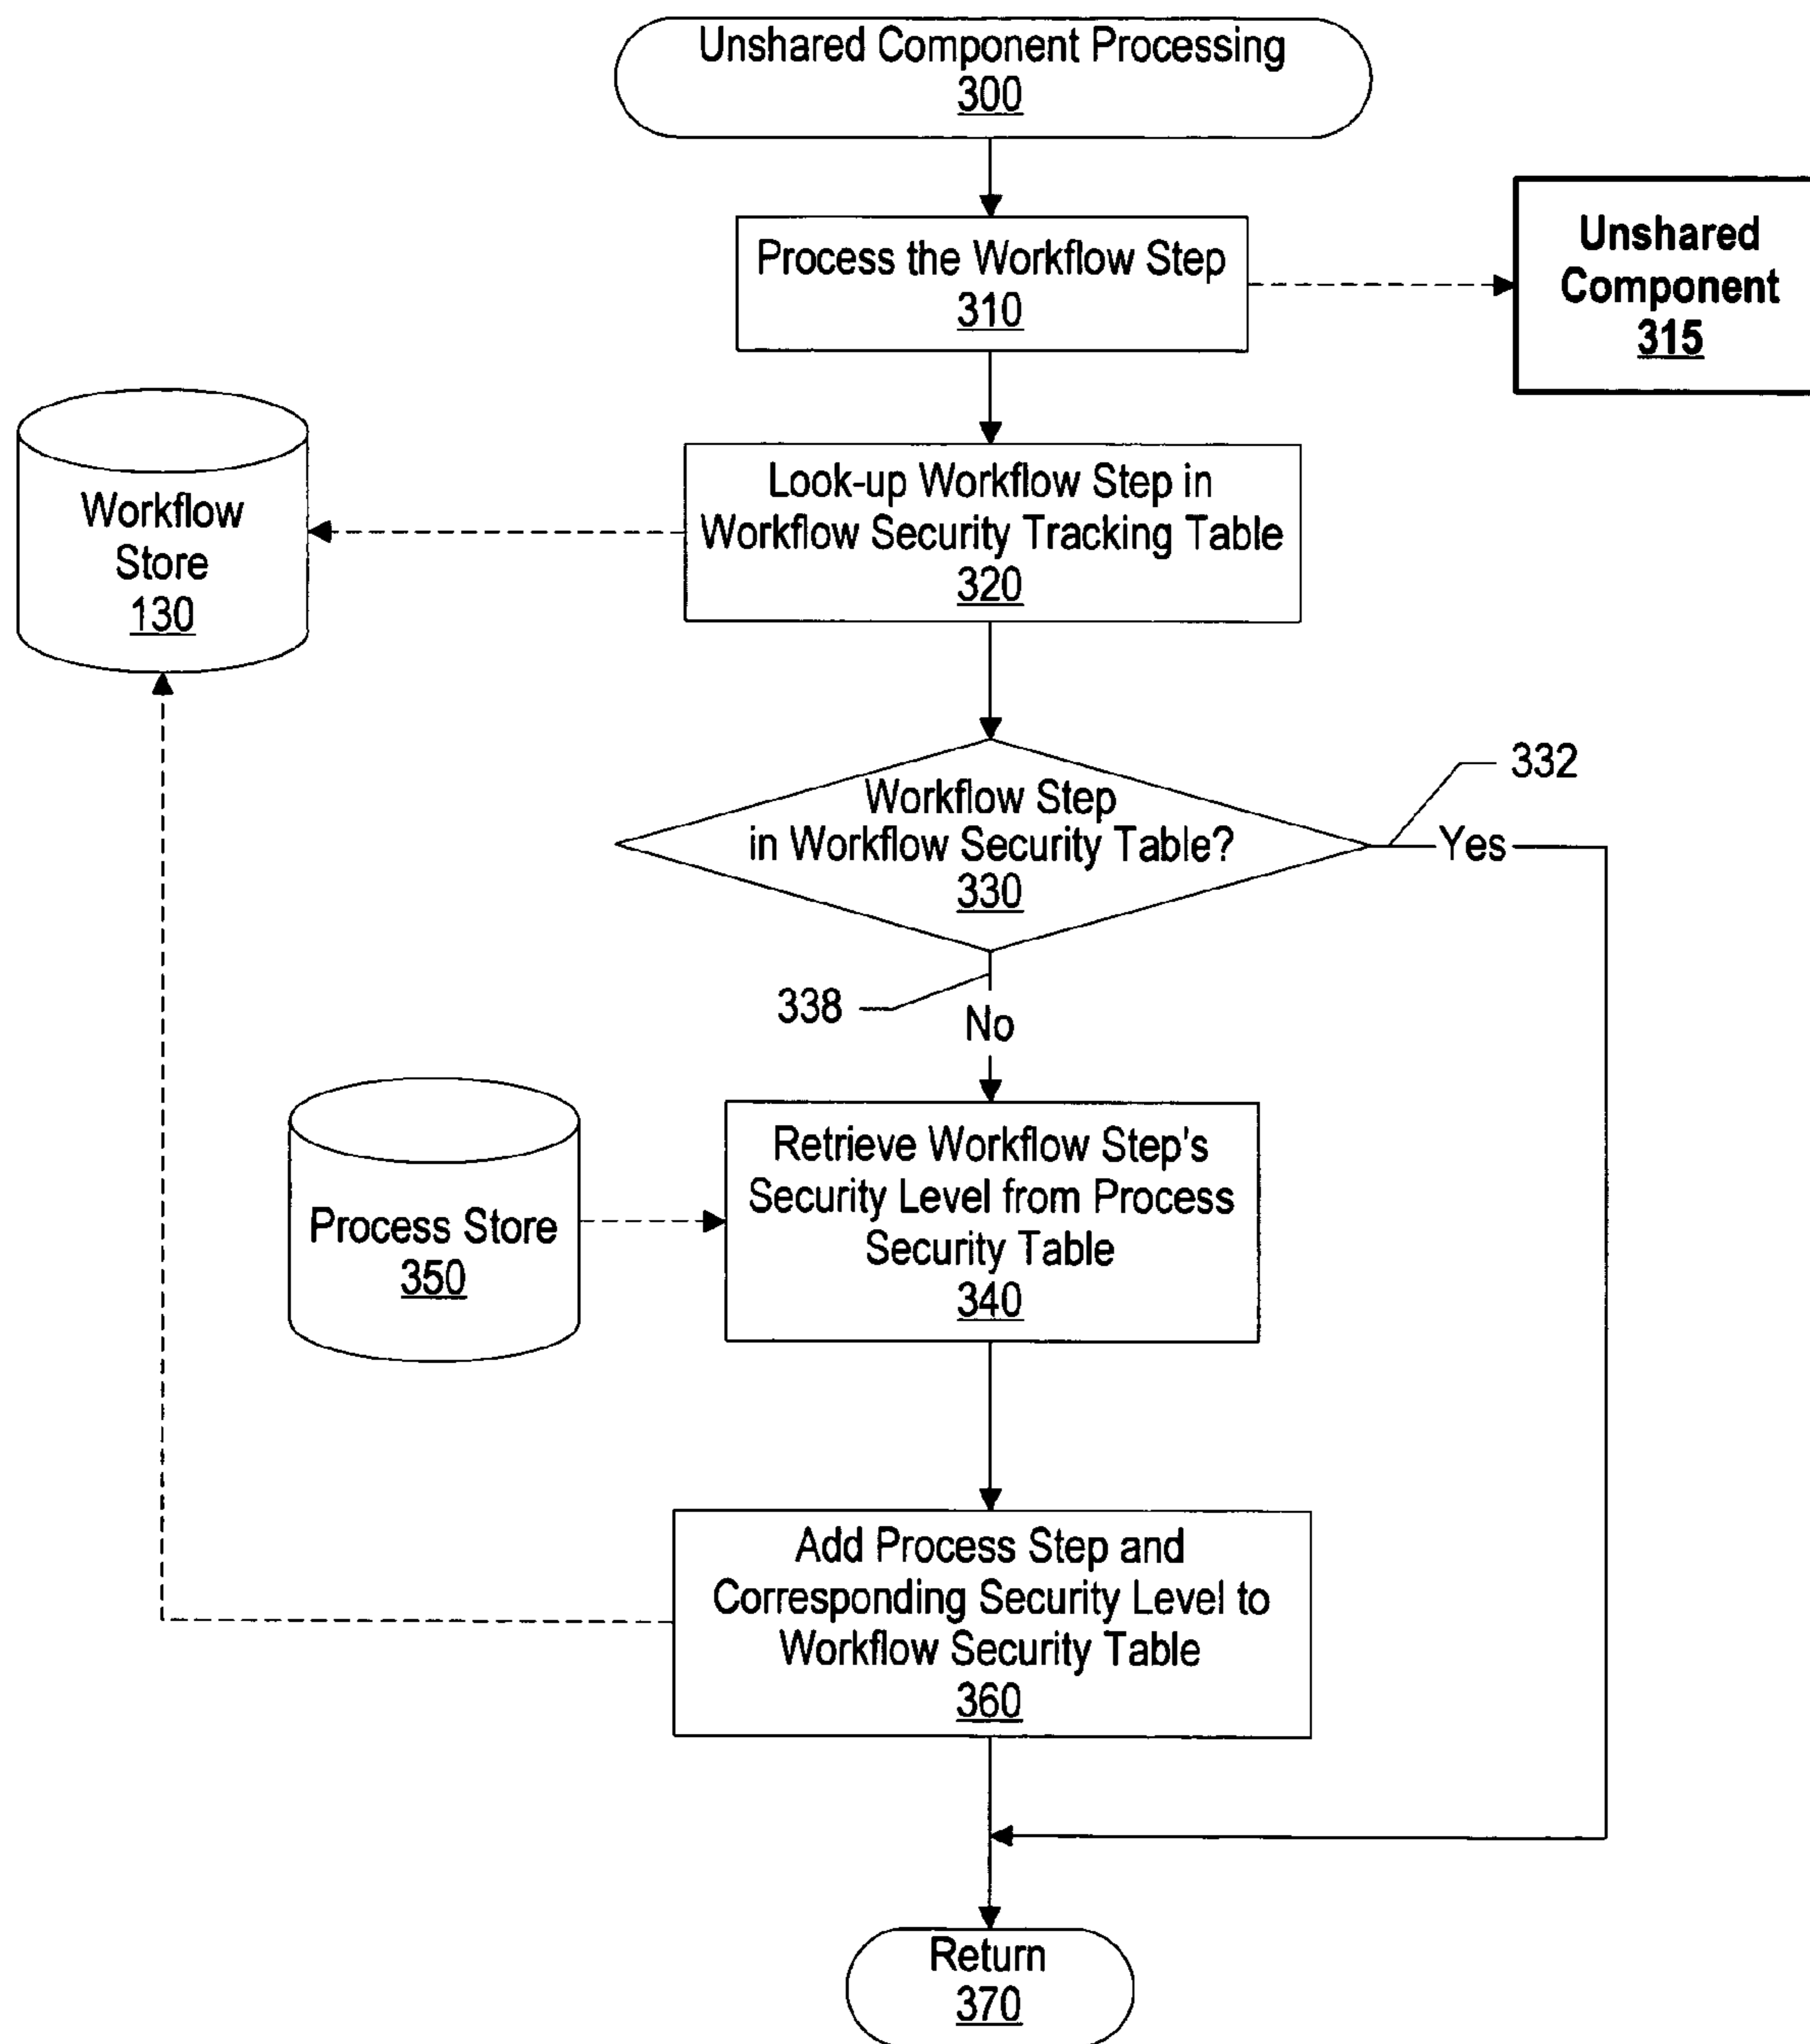 Unshared Component Processing
300
Process the Workflow Step
310
Unshared
Component
315
Look-up Workflow Step in
Workflow Security Tracking Table
320
Workflow
Store
130
Workflow Step
in Workflow Security Table?
330
332
Yes
338
No
Retrieve Workflow Step's
Security Level from Process
Security Table
340
Process Store
350
Add Process Step and
Corresponding Security Level to
Workflow Security Table
360
Return
370